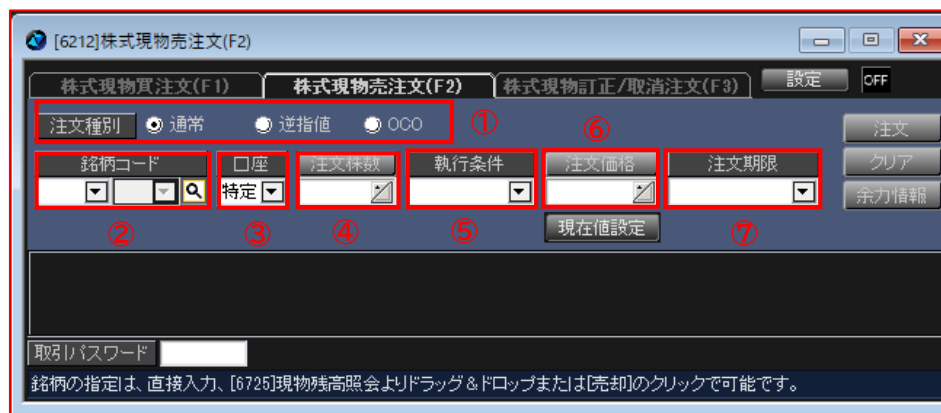 [6212]株式現物売注文(F2)
株式現物買注文(F1) 株式現物売注文(F2) 株式現物訂正/取消注文(F3) 設定 OFF
注文種別 通常 逆指値 OCO ① ⑥ 注文
銘柄コード 口座 注文株数 執行条件 注文価格 注文期限 クリア
特定 余力情報
② ③ ④ ⑤ 現在値設定 ⑦
取引パスワード
銘柄の指定は、直接入力、[6725]現物残高照会よりドラッグ&ドロップまたは[売却]のクリックで可能です。